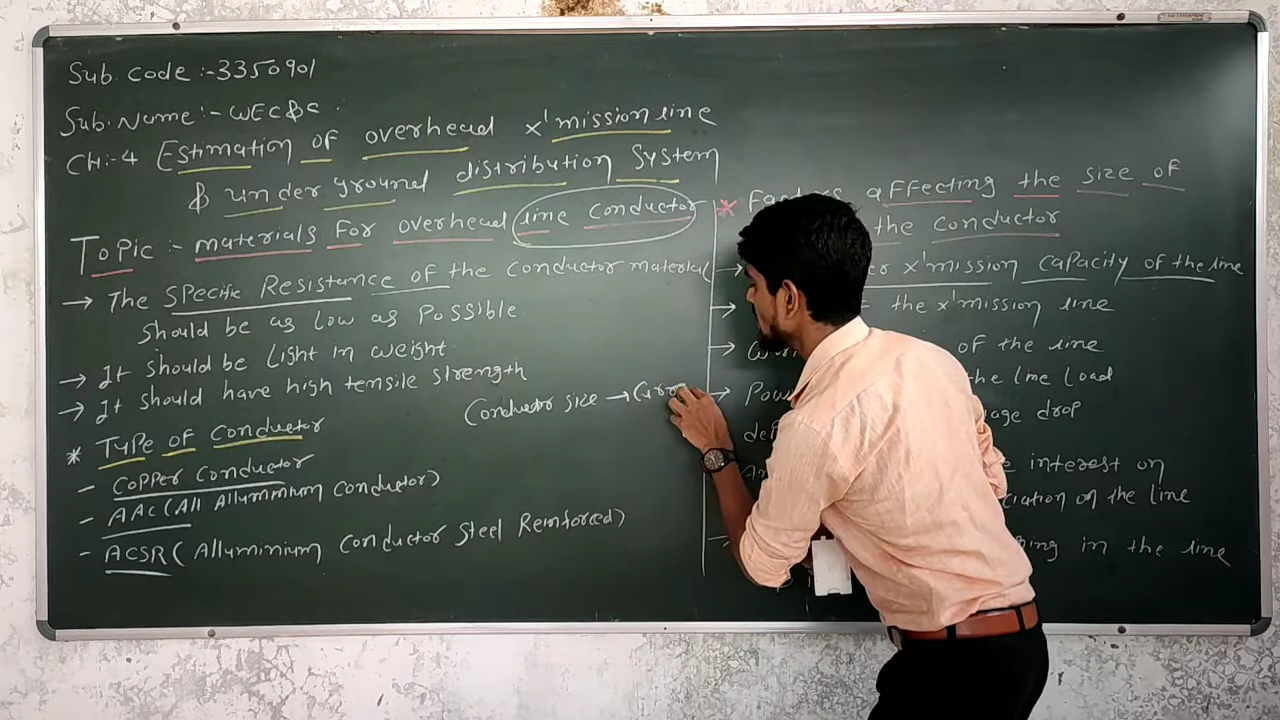 Sub. Code :- 3350901
Sub. Name :- WEC&C
CH:-4 Estimation of overhead x'mission line
& underground distribution System
Topic :- materials For overhead line conductor
→ The Specific Resistance of the conductor material
should be as low as Possible
→ It should be Light in weight
→ It should have high tensile strength
Conductor size →
* Type of conductor
- Copper Conductor
- AAC (All Alluminium Conductor)
- ACSR (Alluminium Conductor Steel Reinforced)
* affecting the size of
the conductor
→ x'mission capacity of the line
→ the x'mission line
→ of the line
→ the line Load
drop
interest on
of the line
in the line